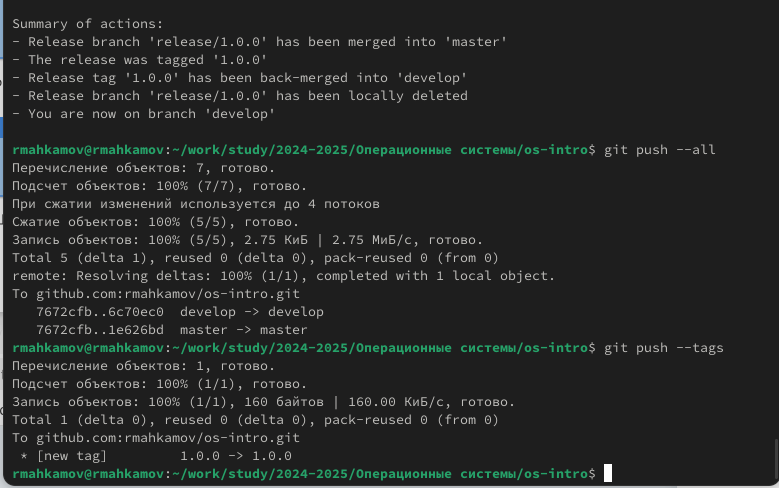 Summary of actions:
- Release branch 'release/1.0.0' has been merged into 'master'
- The release was tagged '1.0.0'
- Release tag '1.0.0' has been back-merged into 'develop'
- Release branch 'release/1.0.0' has been locally deleted
- You are now on branch 'develop'
rmahkamov@rmahkamov:~/work/study/2024-2025/Операционные системы/os-intro$ git push --all
Перечисление объектов: 7, готово.
Подсчет объектов: 100% (7/7), готово.
При сжатии изменений используется до 4 потоков
Сжатие объектов: 100% (5/5), готово.
Запись объектов: 100% (5/5), 2.75 КиБ | 2.75 МиБ/с, готово.
Total 5 (delta 1), reused 0 (delta 0), pack-reused 0 (from 0)
remote: Resolving deltas: 100% (1/1), completed with 1 local object.
To github.com:rmahkamov/os-intro.git
   7672cfb..6c70ec0  develop -> develop
   7672cfb..1e626bd  master -> master
rmahkamov@rmahkamov:~/work/study/2024-2025/Операционные системы/os-intro$ git push --tags
Перечисление объектов: 1, готово.
Подсчет объектов: 100% (1/1), готово.
Запись объектов: 100% (1/1), 160 байтов | 160.00 КиБ/с, готово.
Total 1 (delta 0), reused 0 (delta 0), pack-reused 0 (from 0)
To github.com:rmahkamov/os-intro.git
 * [new tag]         1.0.0 -> 1.0.0
rmahkamov@rmahkamov:~/work/study/2024-2025/Операционные системы/os-intro$